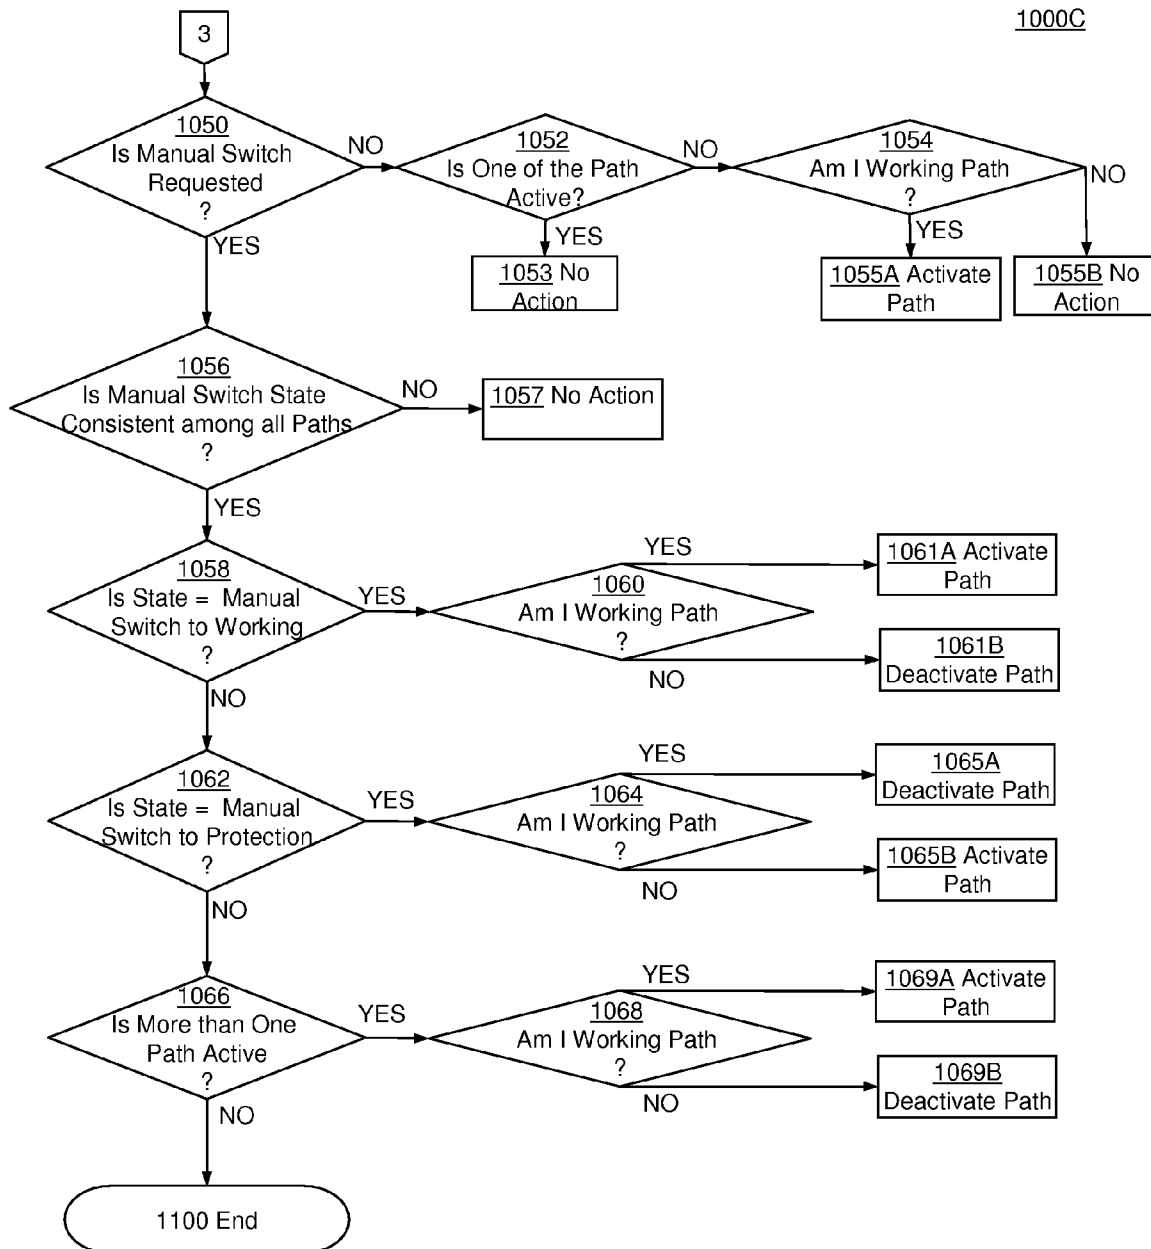 1000C
3
1050
Is Manual Switch
Requested
?
NO
1052
Is One of the Path
Active?
NO
1054
Am I Working Path
?
NO
YES
YES
YES
1053 No
Action
1055A Activate
Path
1055B No
Action
1056
Is Manual Switch State
Consistent among all Paths
?
NO
1057 No Action
YES
1058
Is State = Manual
Switch to Working
?
YES
1060
Am I Working Path
?
YES
1061A Activate
Path
NO
1061B
Deactivate Path
NO
1062
Is State = Manual
Switch to Protection
?
YES
1064
Am I Working Path
?
YES
1065A
Deactivate Path
NO
1065B Activate
Path
NO
1066
Is More than One
Path Active
?
YES
1068
Am I Working Path
?
YES
1069A Activate
Path
NO
1069B
Deactivate Path
NO
1100 End